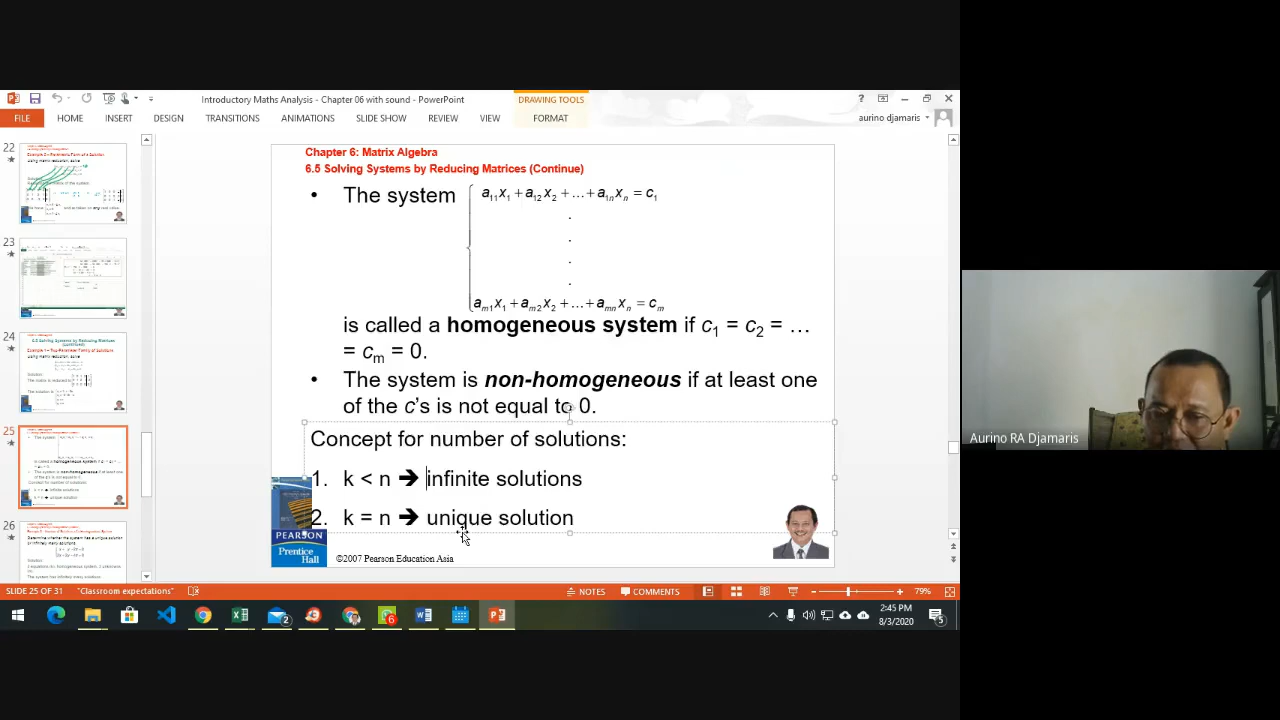 Introductory Maths Analysis - Chapter 06 with sound - PowerPoint
DRAWING TOOLS
FILE HOME INSERT DESIGN TRANSITIONS ANIMATIONS SLIDE SHOW REVIEW VIEW FORMAT
aurino djamaris
22
23
24
25
26
Chapter 6: Matrix Algebra
6.5 Solving Systems by Reducing Matrices (Continue)
• The system
a11x1 + a12x2 + … + a1nxn = c1
.
.
.
.
am1x1 + am2x2 + … + amnxn = cm
is called a homogeneous system if c1 = c2 = …
= cm = 0.
• The system is non-homogeneous if at least one
of the c's is not equal to 0.
Concept for number of solutions:
1. k < n ➔ infinite solutions
2. k = n ➔ unique solution
PEARSON
Prentice
Hall
©2007 Pearson Education Asia
Aurino RA Djamaris
SLIDE 25 OF 31 "Classroom expectations" NOTES COMMENTS 79%
2:45 PM
8/3/2020